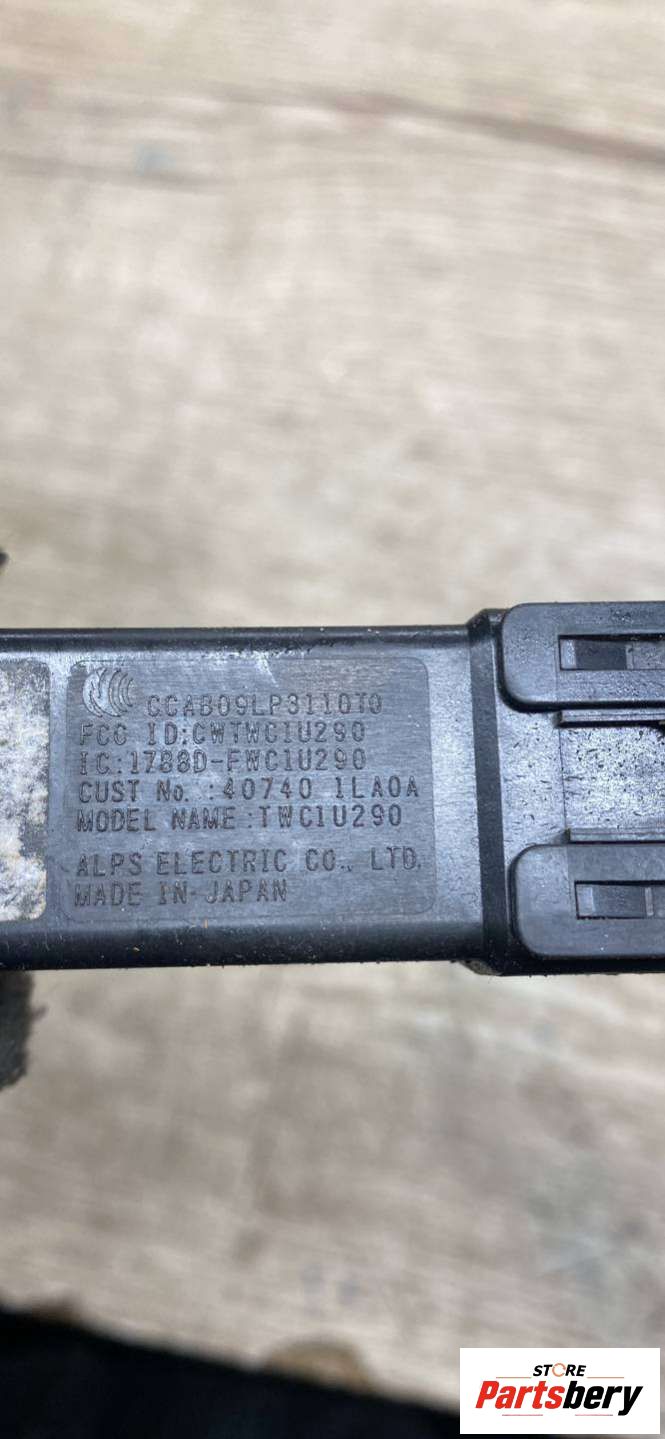 CCAB09LP3110T0
FCC ID:CWTWC1U290
IC:1788D-FWC1U290
CUST No. :40740 1LA0A
MODEL NAME:TWC1U290
ALPS ELECTRIC CO., LTD.
MADE IN JAPAN
STORE
Partsbery